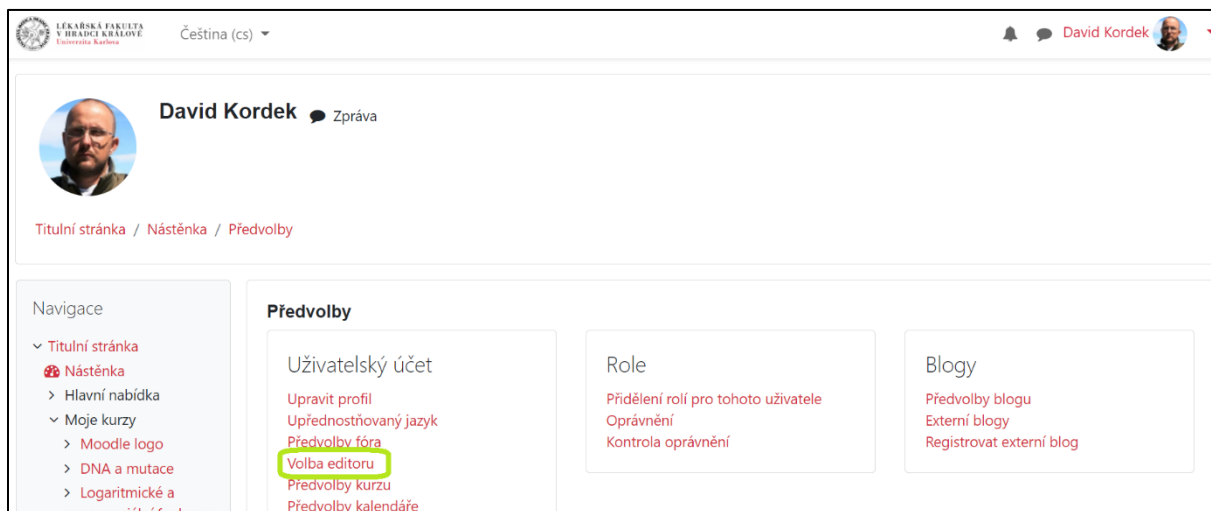 LÉKAŘSKÁ FAKULTA
V HRADCI KRÁLOVÉ
Univerzita Karlova
Čeština (cs)
David Kordek
David Kordek Zpráva
Titulní stránka / Nástěnka / Předvolby
Navigace
Titulní stránka
Nástěnka
Hlavní nabídka
Moje kurzy
Moodle logo
DNA a mutace
Logaritmické a
Předvolby
Uživatelský účet
Upravit profil
Upřednostňovaný jazyk
Předvolby fóra
Volba editoru
Předvolby kurzu
Předvolby kalendáře
Role
Přidělení rolí pro tohoto uživatele
Oprávnění
Kontrola oprávnění
Blogy
Předvolby blogu
Externí blogy
Registrovat externí blog